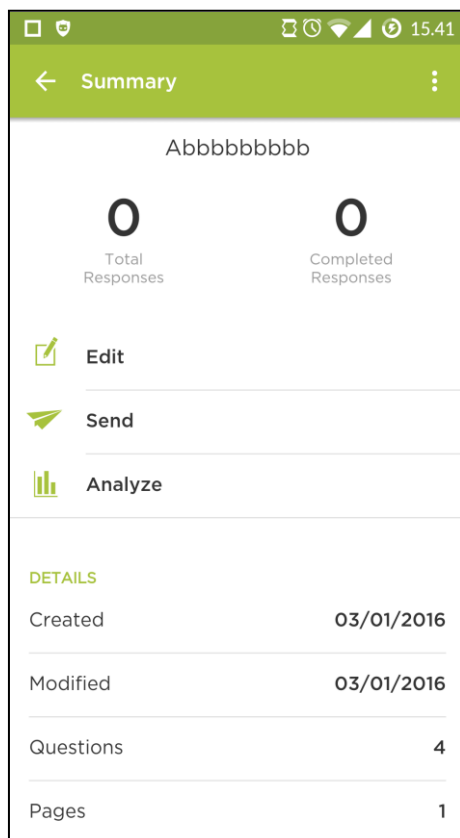 15.41
Summary
Abbbbbbbbb
0 0
Total Completed
Responses Responses
Edit
Send
Analyze
DETAILS
Created 03/01/2016
Modified 03/01/2016
Questions 4
Pages 1